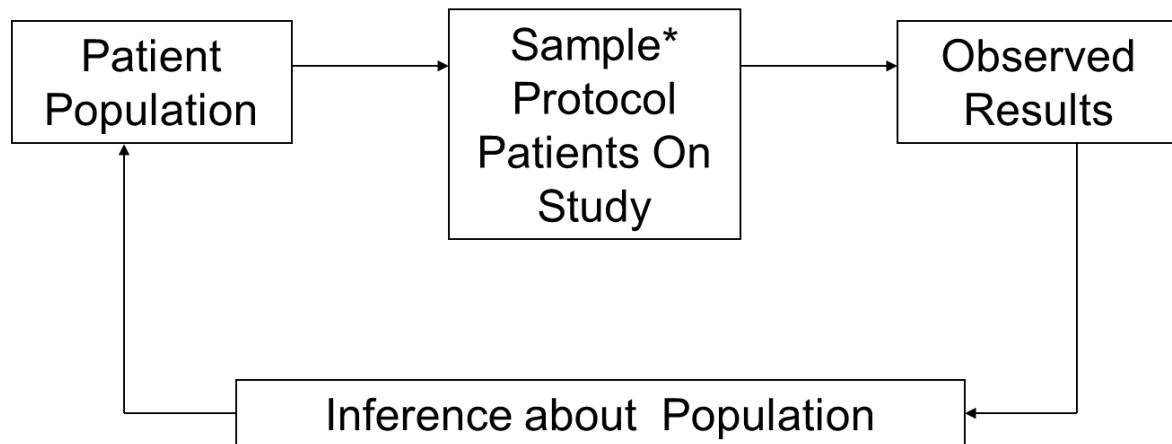 Patient
Population
Sample*
Protocol
Patients On
Study
Observed
Results
Inference about  Population